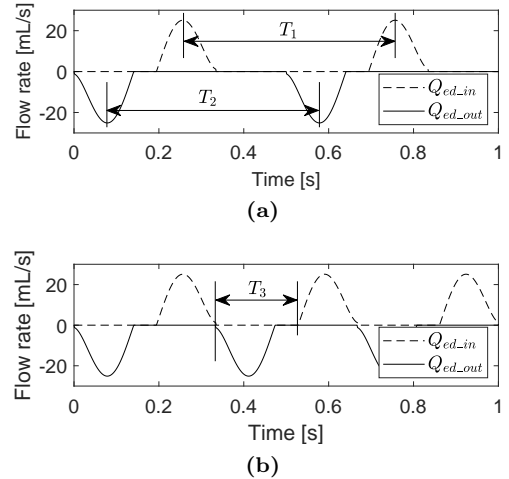 Flow rate [mL/s]
20
0
-20
T1
T2
Q_ed_in
Q_ed_out
0
0.2
0.4
0.6
0.8
1
Time [s]
(a)
Flow rate [mL/s]
20
0
-20
T3
Q_ed_in
Q_ed_out
0
0.2
0.4
0.6
0.8
1
Time [s]
(b)